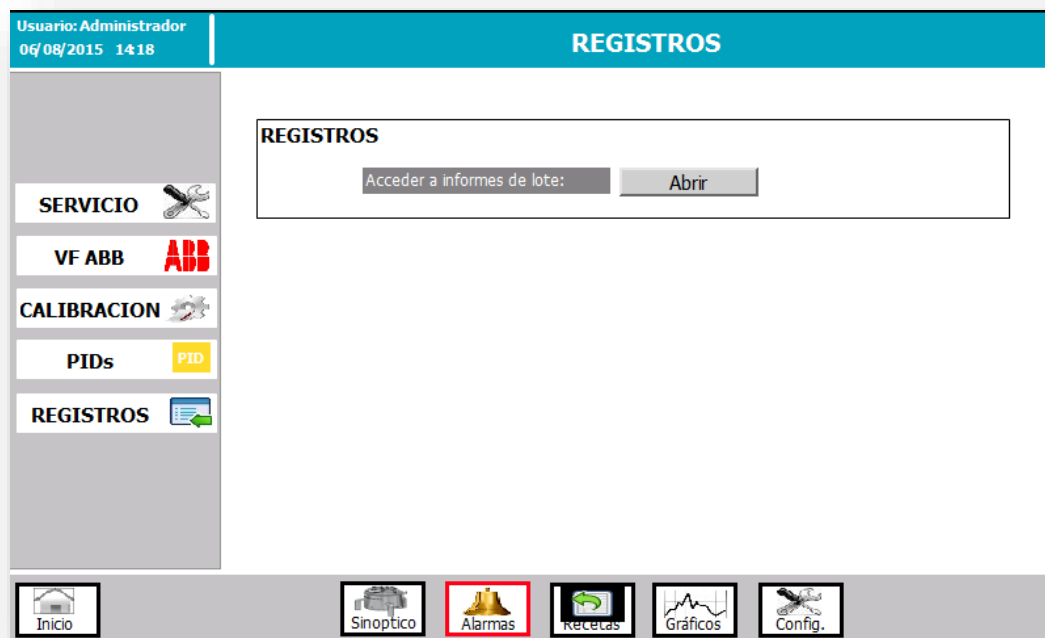 Usuario: Administrador
06/08/2015 14:18
REGISTROS
REGISTROS
Acceder a informes de lote:
Abrir
SERVICIO
VF ABB
ABB
CALIBRACION
PIDs
PID
REGISTROS
Inicio
Sinoptico
Alarmas
Recetas
Gráficos
Config.